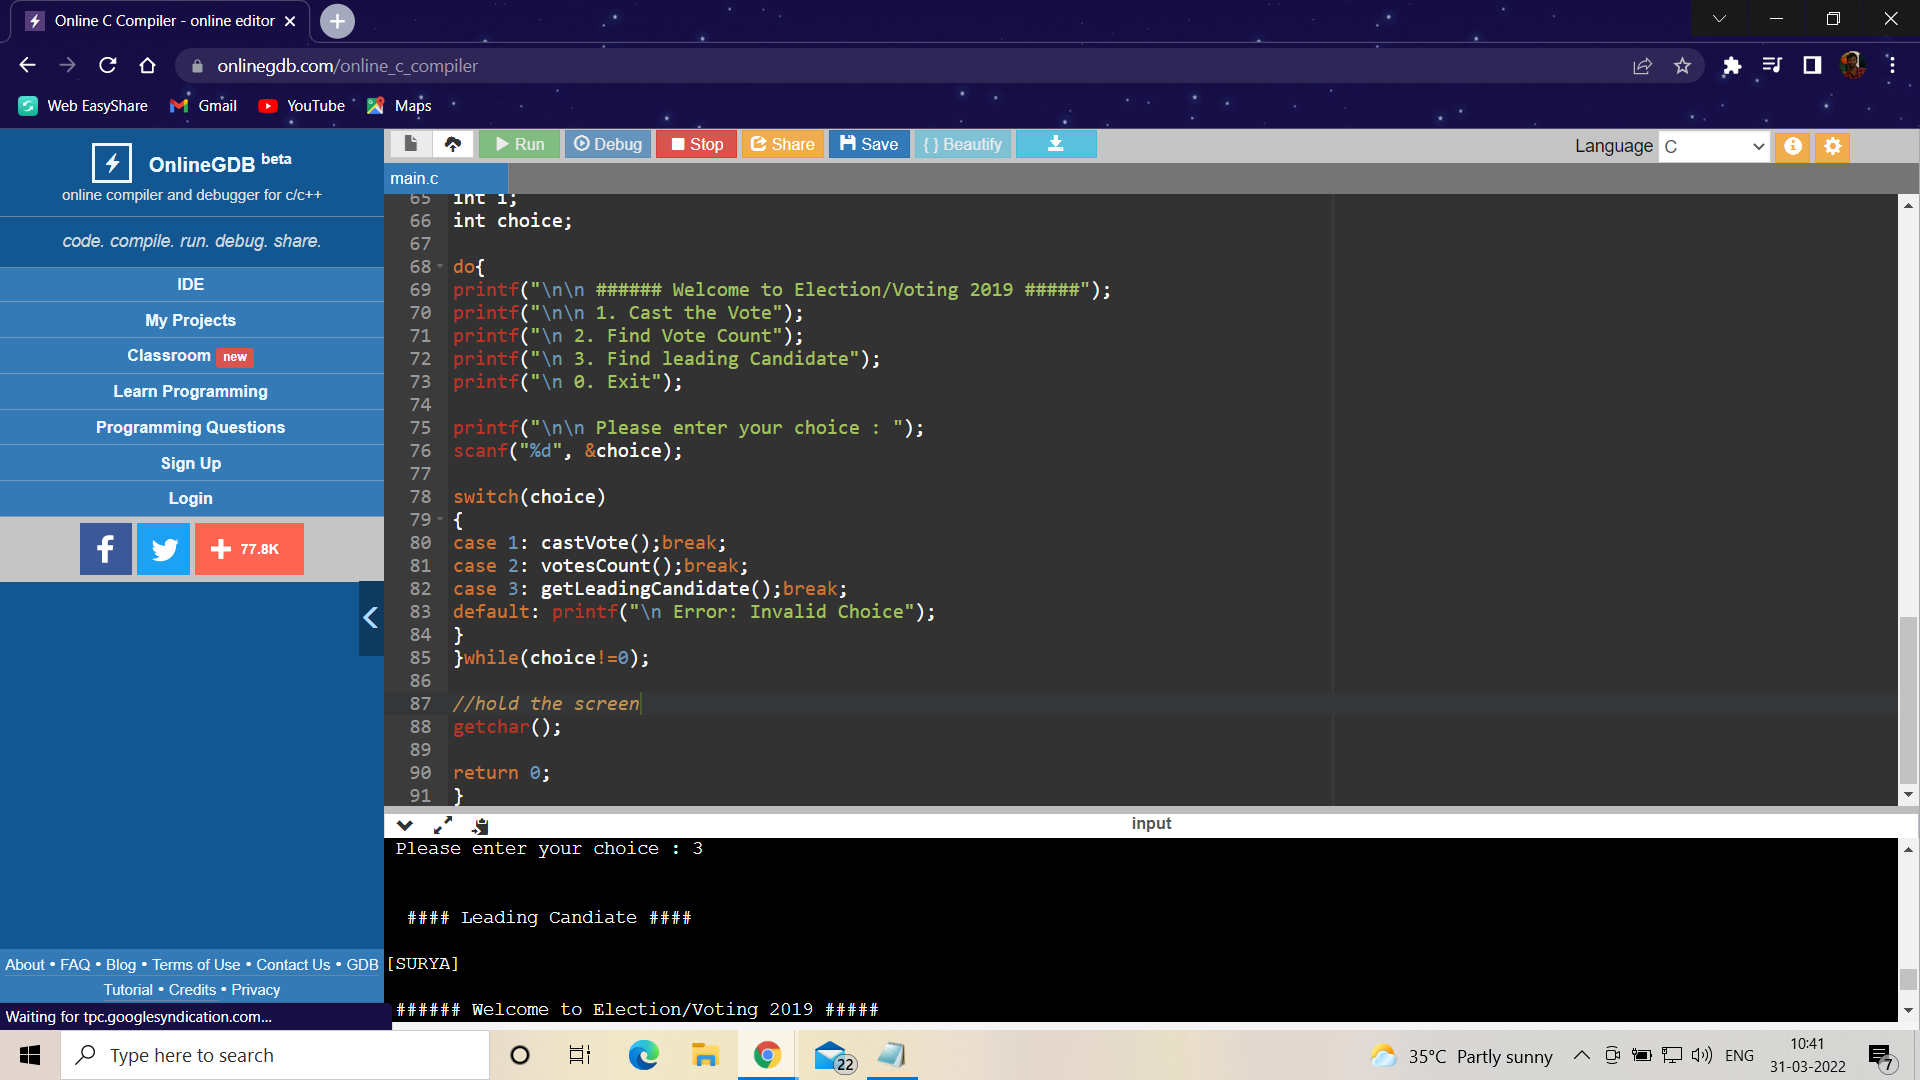 Online C Compiler - online editor
onlinegdb.com/online_c_compiler
Web EasyShare Gmail YouTube Maps
OnlineGDB beta
online compiler and debugger for c/c++
code. compile. run. debug. share.
IDE
My Projects
Classroom new
Learn Programming
Programming Questions
Sign Up
Login
f 77.8K
About • FAQ • Blog • Terms of Use • Contact Us • GDB
Tutorial • Credits • Privacy
Waiting for tpc.googlesyndication.com...
Run Debug Stop Share Save { } Beautify
Language C
main.c
65 int i;
66 int choice;
67
68 do{
69 printf("\n\n ###### Welcome to Election/Voting 2019 #####");
70 printf("\n\n 1. Cast the Vote");
71 printf("\n 2. Find Vote Count");
72 printf("\n 3. Find leading Candidate");
73 printf("\n 0. Exit");
74
75 printf("\n\n Please enter your choice : ");
76 scanf("%d", &choice);
77
78 switch(choice)
79 {
80 case 1: castVote();break;
81 case 2: votesCount();break;
82 case 3: getLeadingCandidate();break;
83 default: printf("\n Error: Invalid Choice");
84 }
85 }while(choice!=0);
86
87 //hold the screen
88 getchar();
89
90 return 0;
91 }
input
Please enter your choice : 3
#### Leading Candiate ####
[SURYA]
###### Welcome to Election/Voting 2019 #####
Type here to search
22
35°C Partly sunny
ENG
10:41
31-03-2022
7